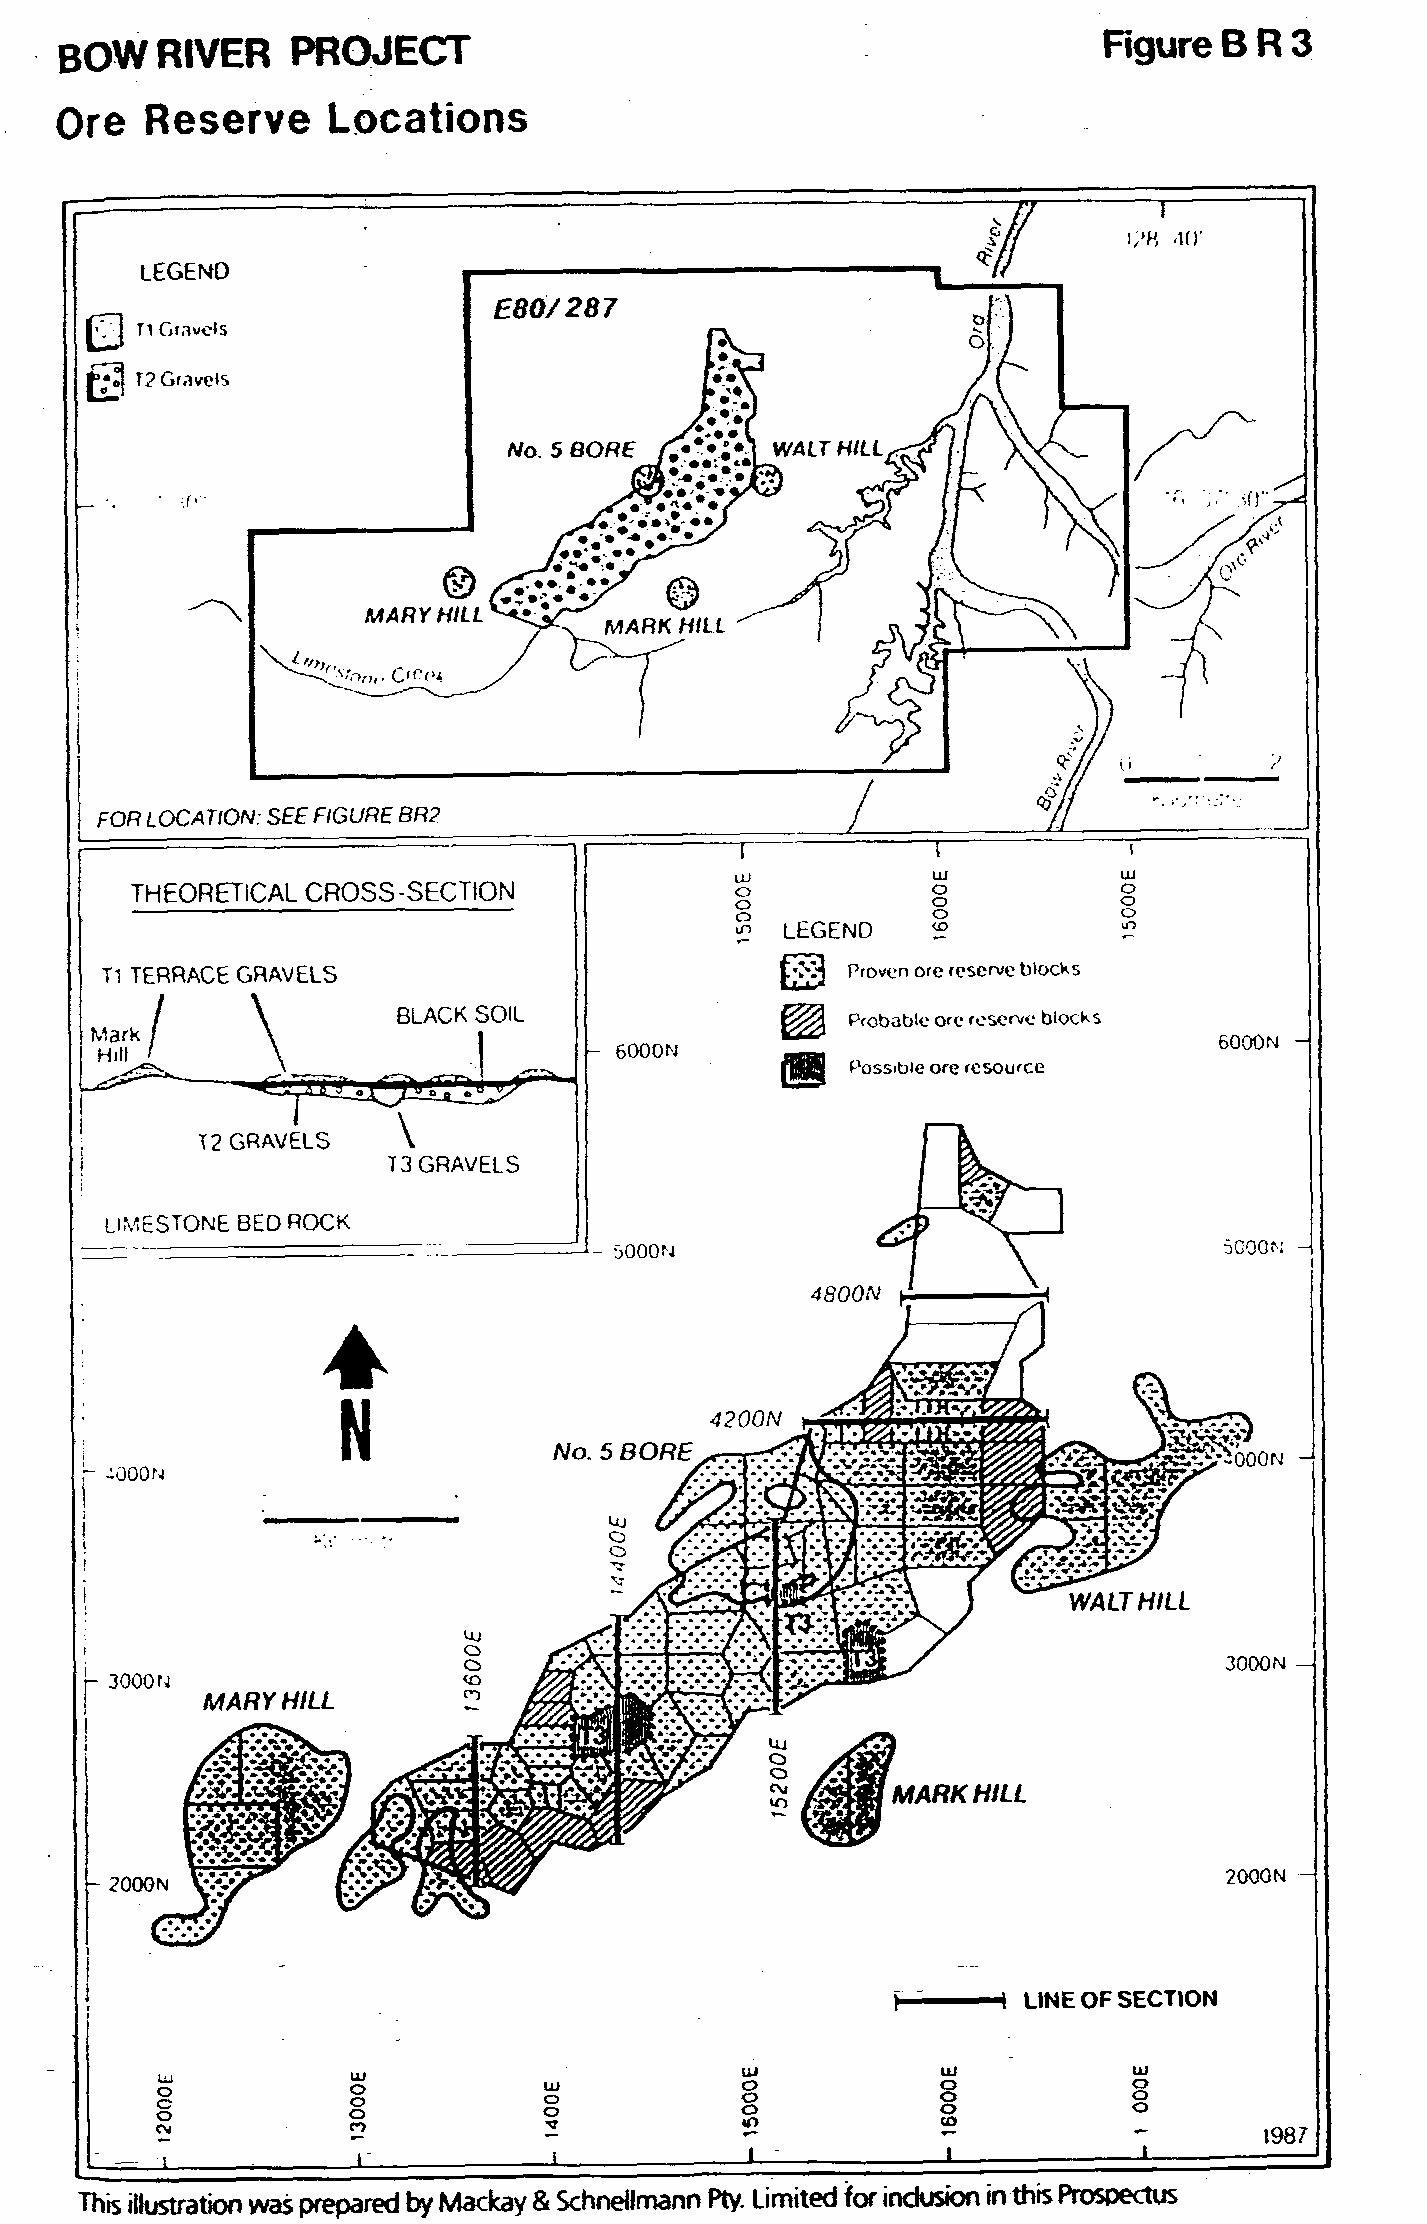 BOW RIVER PROJECT
Figure B R 3
Ore Reserve Locations
LEGEND
T1 Gravels
T2 Gravels
E80/287
River
Ord
128 40'
No. 5 BORE
WALT HILL
MARY HILL
MARK HILL
Limestone Creek
Ord River
Bow River
0 2
FOR LOCATION: SEE FIGURE BR2
THEORETICAL CROSS-SECTION
T1 TERRACE GRAVELS
BLACK SOIL
Mark
Hill
T2 GRAVELS
T3 GRAVELS
LIMESTONE BED ROCK
15000E
16000E
15000E
LEGEND
Proven ore reserve blocks
Probable ore reserve blocks
Possible ore resource
6000N
6000N
5000N
5000N
4800N
4200N
N
No. 5 BORE
4000N
4000N
14400E
WALT HILL
13600E
T3
T3
T3
3000N
3000N
MARY HILL
15200E
MARK HILL
2000N
2000N
LINE OF SECTION
12000E
13000E
1400E
15000E
16000E
1 000E
1987
This illustration was prepared by Mackay & Schnellmann Pty. Limited for inclusion in this Prospectus